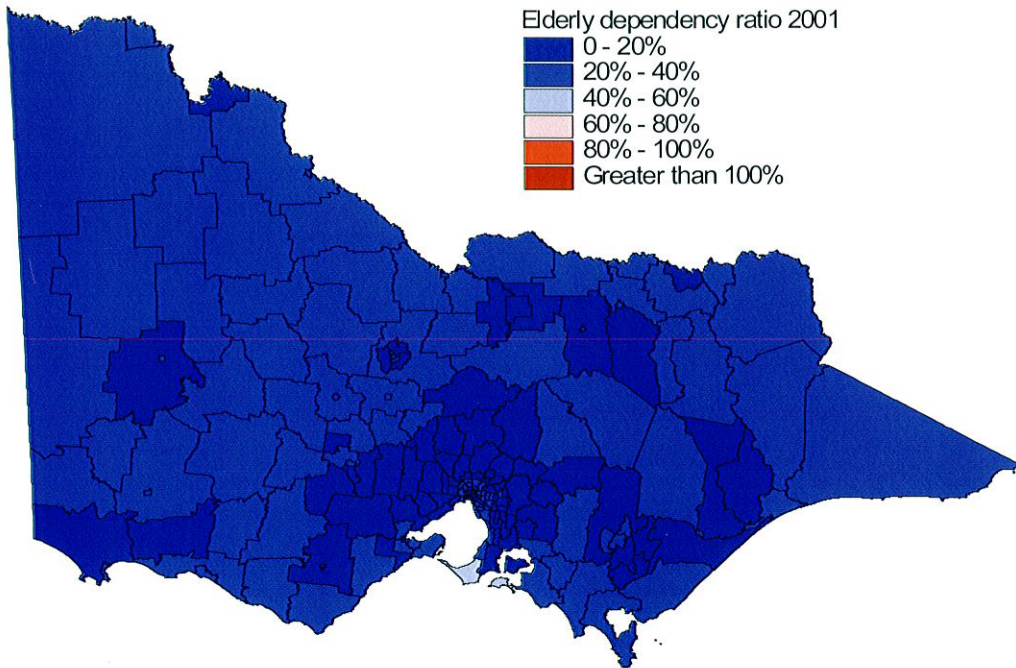 Elderly dependency ratio 2001
0 - 20%
20% - 40%
40% - 60%
60% - 80%
80% - 100%
Greater than 100%